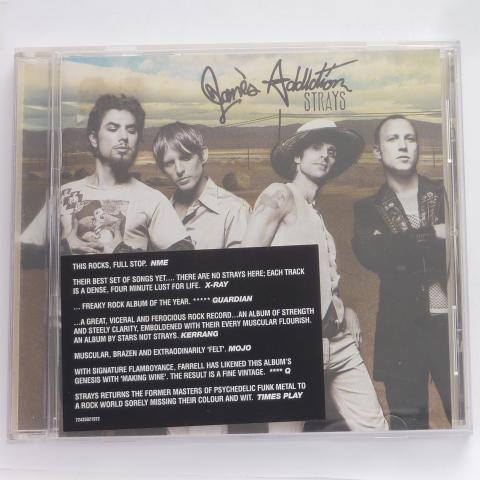 Jane's Addiction
STRAYS
THIS ROCKS, FULL STOP. NME
THEIR BEST SET OF SONGS YET.... THERE ARE NO STRAYS HERE; EACH TRACK
IS A DENSE, FOUR MINUTE LUST FOR LIFE. X-RAY
... FREAKY ROCK ALBUM OF THE YEAR. ***** GUARDIAN
...A GREAT, VICERAL AND FEROCIOUS ROCK RECORD...AN ALBUM OF STRENGTH
AND STEELY CLARITY, EMBOLDENED WITH THEIR EVERY MUSCULAR FLOURISH.
AN ALBUM BY STARS NOT STRAYS. KERRANG
MUSCULAR, BRAZEN AND EXTRAODINARILY 'FELT'. MOJO
WITH SIGNATURE FLAMBOYANCE, FARRELL HAS LIKENED THIS ALBUM'S
GENESIS WITH 'MAKING WINE'. THE RESULT IS A FINE VINTAGE. **** Q
STRAYS RETURNS THE FORMER MASTERS OF PSYCHEDELIC FUNK METAL TO
A ROCK WORLD SORELY MISSING THEIR COLOUR AND WIT. TIMES PLAY